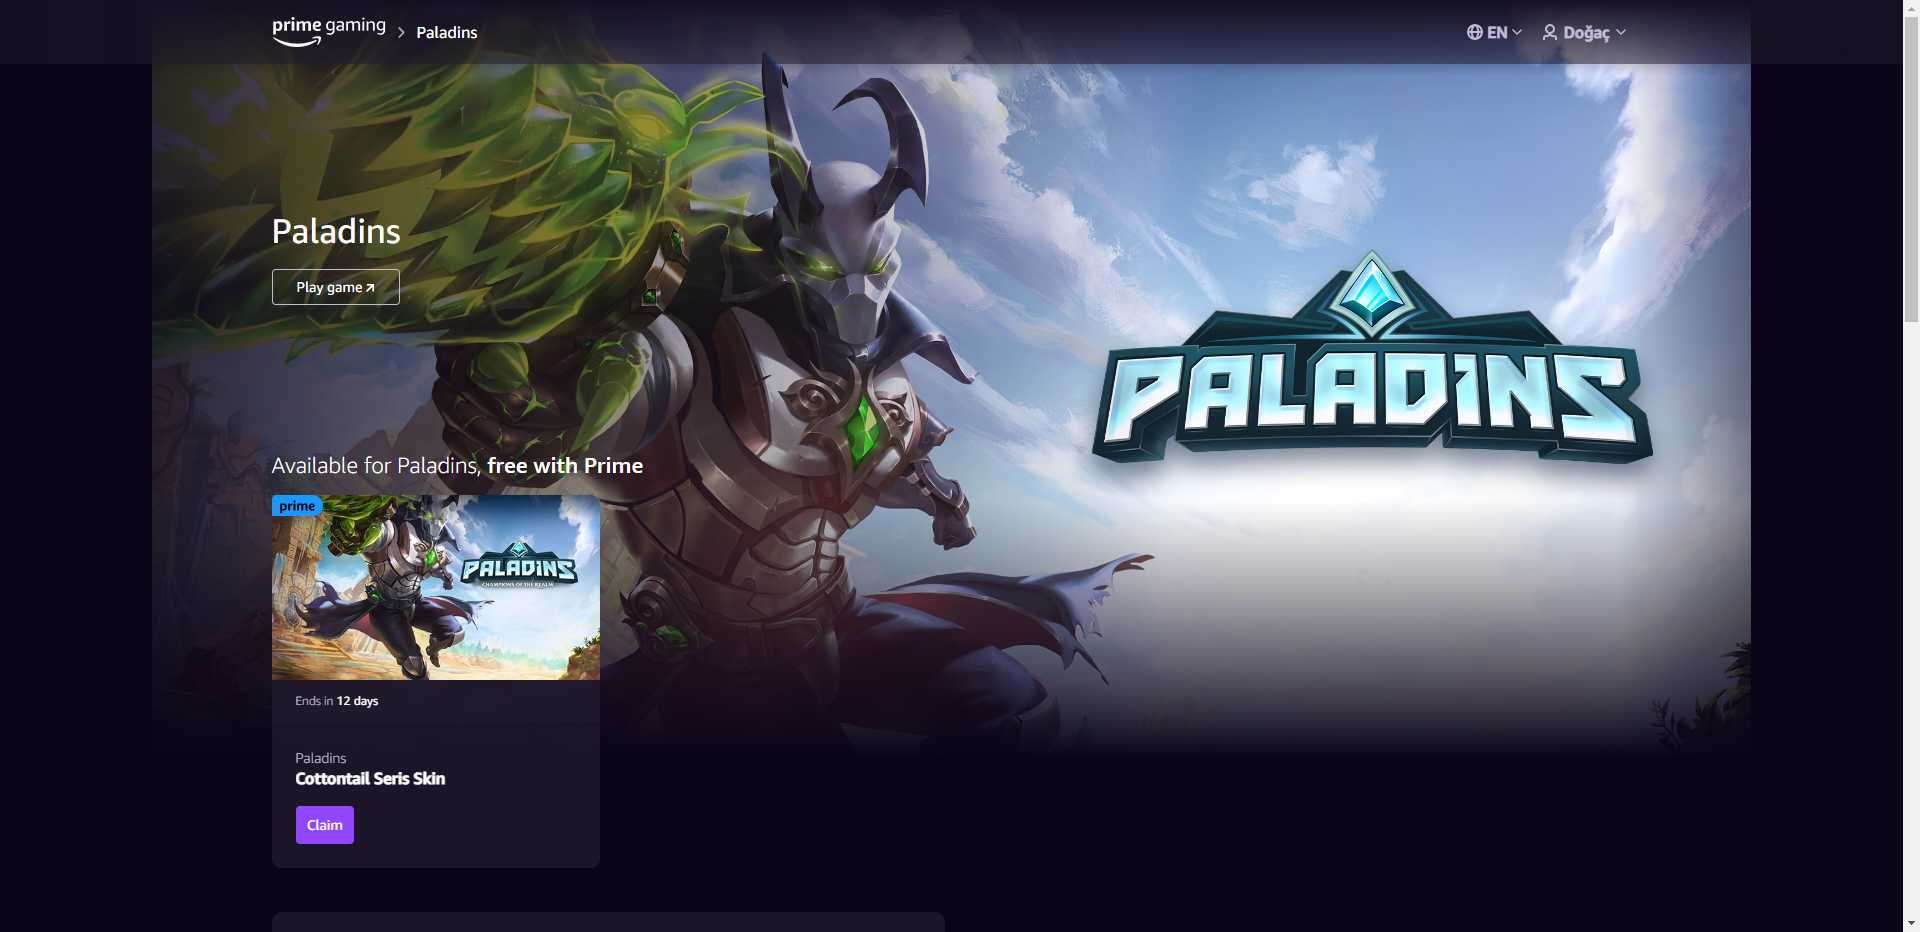 prime gaming
Paladins
EN
Doğaç
Paladins
Play game
PALADINS
Available for Paladins, free with Prime
prime
PALADINS
CHAMPIONS OF THE REALM
Ends in 12 days
Paladins
Cottontail Seris Skin
Claim